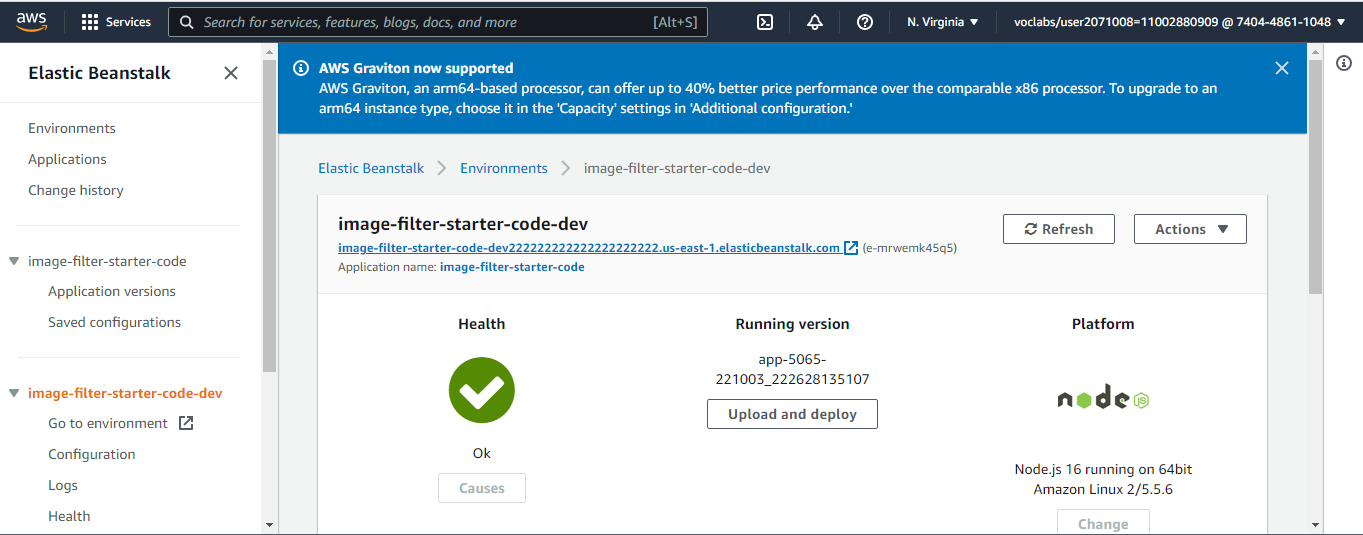 aws
Services
Search for services, features, blogs, docs, and more
[Alt+S]
N. Virginia
voclabs/user2071008=11002880909 @ 7404-4861-1048
Elastic Beanstalk
Environments
Applications
Change history
image-filter-starter-code
Application versions
Saved configurations
image-filter-starter-code-dev
Go to environment
Configuration
Logs
Health
AWS Graviton now supported
AWS Graviton, an arm64-based processor, can offer up to 40% better price performance over the comparable x86 processor. To upgrade to an
arm64 instance type, choose it in the 'Capacity' settings in 'Additional configuration.'
Elastic Beanstalk
Environments
image-filter-starter-code-dev
image-filter-starter-code-dev
image-filter-starter-code-dev222222222222222222222.us-east-1.elasticbeanstalk.com (e-mrwemk45q5)
Application name: image-filter-starter-code
Refresh
Actions
Health
Ok
Causes
Running version
app-5065-
221003_222628135107
Upload and deploy
Platform
node JS
Node.js 16 running on 64bit
Amazon Linux 2/5.5.6
Change